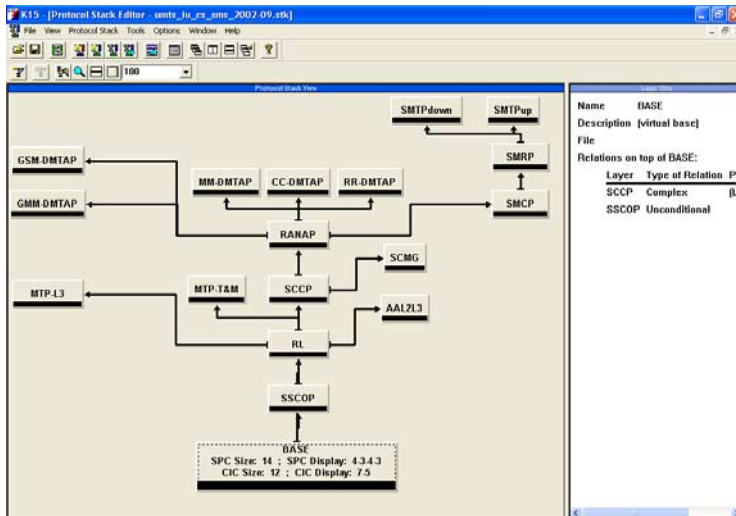 K15 - [Protocol Stack Editor - umts_iu_cs_sms_2002-09.stk]
File View Protocol Stack Tools Options Window Help
100
Protocol Stack View
SMTPdown SMTPup
GSM-DMTAP MM-DMTAP CC-DMTAP RR-DMTAP SMRP
GMM-DMTAP RANAP SMCP
SCMG
MTP-L3 MTP-T&M SCCP
AAL2L3
RL
SSCOP
BASE
SPC Size: 14 ; SPC Display: 4-3-4-3
CIC Size: 12 ; CIC Display: 7-5
Layer View
Name BASE
Description (virtual base)
File
Relations on top of BASE:
Layer Type of Relation P
SCCP Complex (L
SSCOP Unconditional